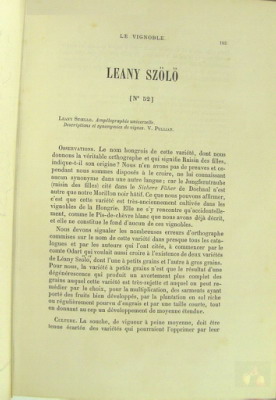 LE VIGNOBLE.
LEANY SZÖLÖ
[N° 52]
LEANY SZOLLO. Ampélographie universelle.
Descriptions et synonymies de vignes. V. PULLIAT.
OBSERVATIONS. Le nom hongrois de cette variété, dont nous
donnons la véritable orthographe et qui signifie Raisin des filles,
indique-t-il son origine? Nous n'en avons pas de preuves et ce-
pendant nous sommes disposés à le croire, ne lui connaissant
aucun synonyme dans une autre langue; car le Jungferntraube
(raisin des filles) cité dans le
est autre
que notre Morillon noir hâtif. Ce que nous pouvons affirmer,
c'est que cette variété est très-anciennement cultivée dans les
vignobles de la Hongrie. Elle ne s'y rencontre qu'accidentelle-
ment, comme le Pis-de-chèvre blanc que nous avons déjà décrit,
et elle ne constitue le fond d'aucun de ces vignobles.
Nous devons signaler les nombreuses erreurs d'orthographe
commises sur le nom de cette variété dans presque tous les cata-
logues et par les auteurs qui l'ont citée, à commencer par le
comte Odart qui voulait aussi croire à l'existence de deux variétés
de Léany Szölö, dont l'une à petits grains et l'autre à gros grains.
Pour nous, la variété à petits grains n'est que le résultat d'une
dégénérescence qui produit un avortement plus complet des
grains auquel cette variété est très-sujette et auquel on peut re-
médier par le choix, pour la multiplication, des sarments ayant
porté des fruits bien développés, par la plantation en sol riche
ou régulièrement pourvu d'engrais et par une taille courte, tout
en donnant au cep un développement de moyenne étendue.
CULTURE. La souche, de vigueur à peine moyenne, doit être
tenue écartée des variétés qui pourraient l'opprimer par leur